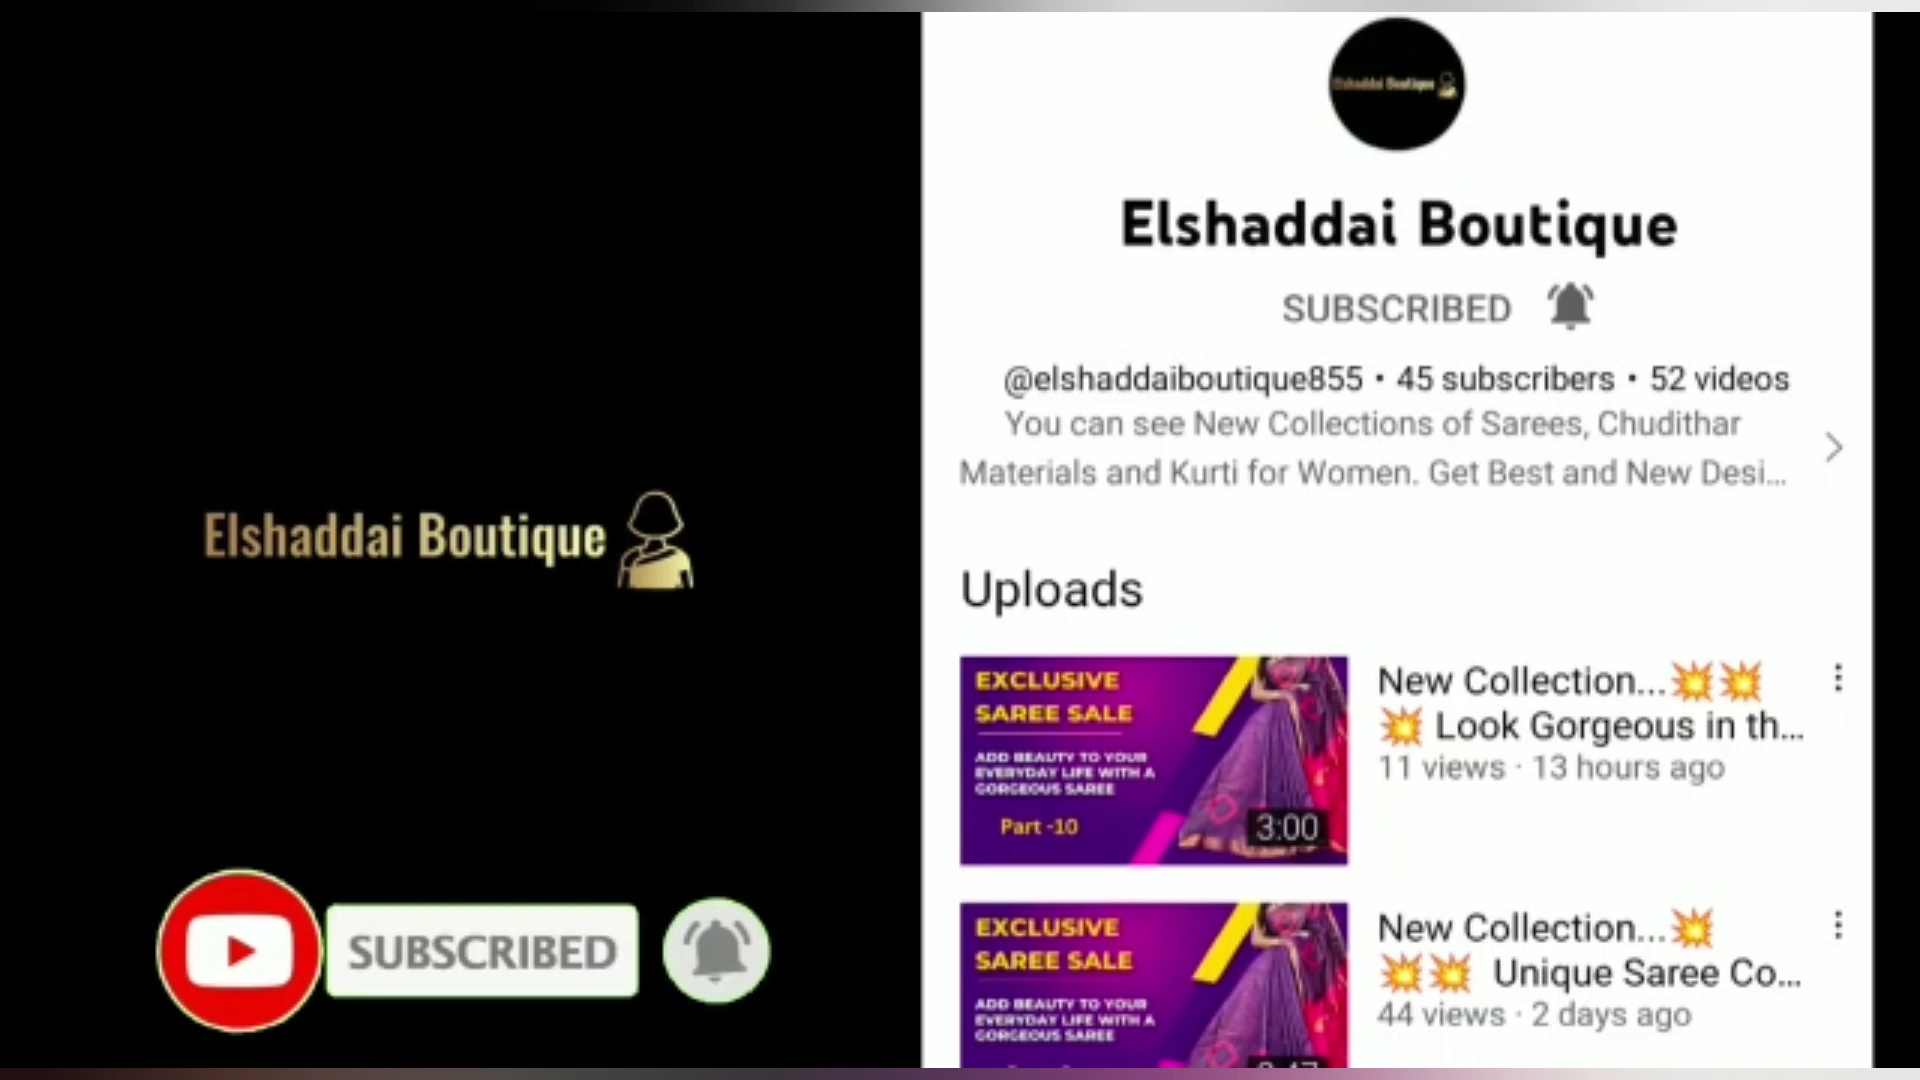 Elshaddai Boutique
SUBSCRIBED
Elshaddai Boutique
Elshaddai Boutique
SUBSCRIBED
@elshaddaiboutique855 • 45 subscribers • 52 videos
You can see New Collections of Sarees, Chudithar
Materials and Kurti for Women. Get Best and New Desi...
Uploads
EXCLUSIVE
SAREE SALE
ADD BEAUTY TO YOUR
EVERYDAY LIFE WITH A
GORGEOUS SAREE
Part -10
3:00
New Collection...💥💥
💥 Look Gorgeous in th...
11 views · 13 hours ago
EXCLUSIVE
SAREE SALE
ADD BEAUTY TO YOUR
EVERYDAY LIFE WITH A
GORGEOUS SAREE
New Collection...💥
💥💥 Unique Saree Co...
44 views · 2 days ago